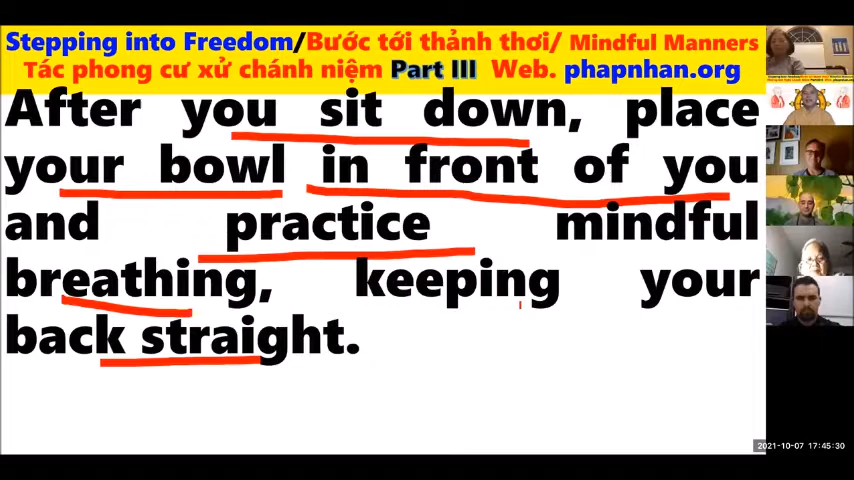 Stepping into Freedom/Bước tới thảnh thơi/ Mindful Manners
Tác phong cư xử chánh niệm Part III Web. phapnhan.org
After you sit down, place
your bowl in front of you
and practice mindful
breathing, keeping your
back straight.
2021-10-07 17:45:30